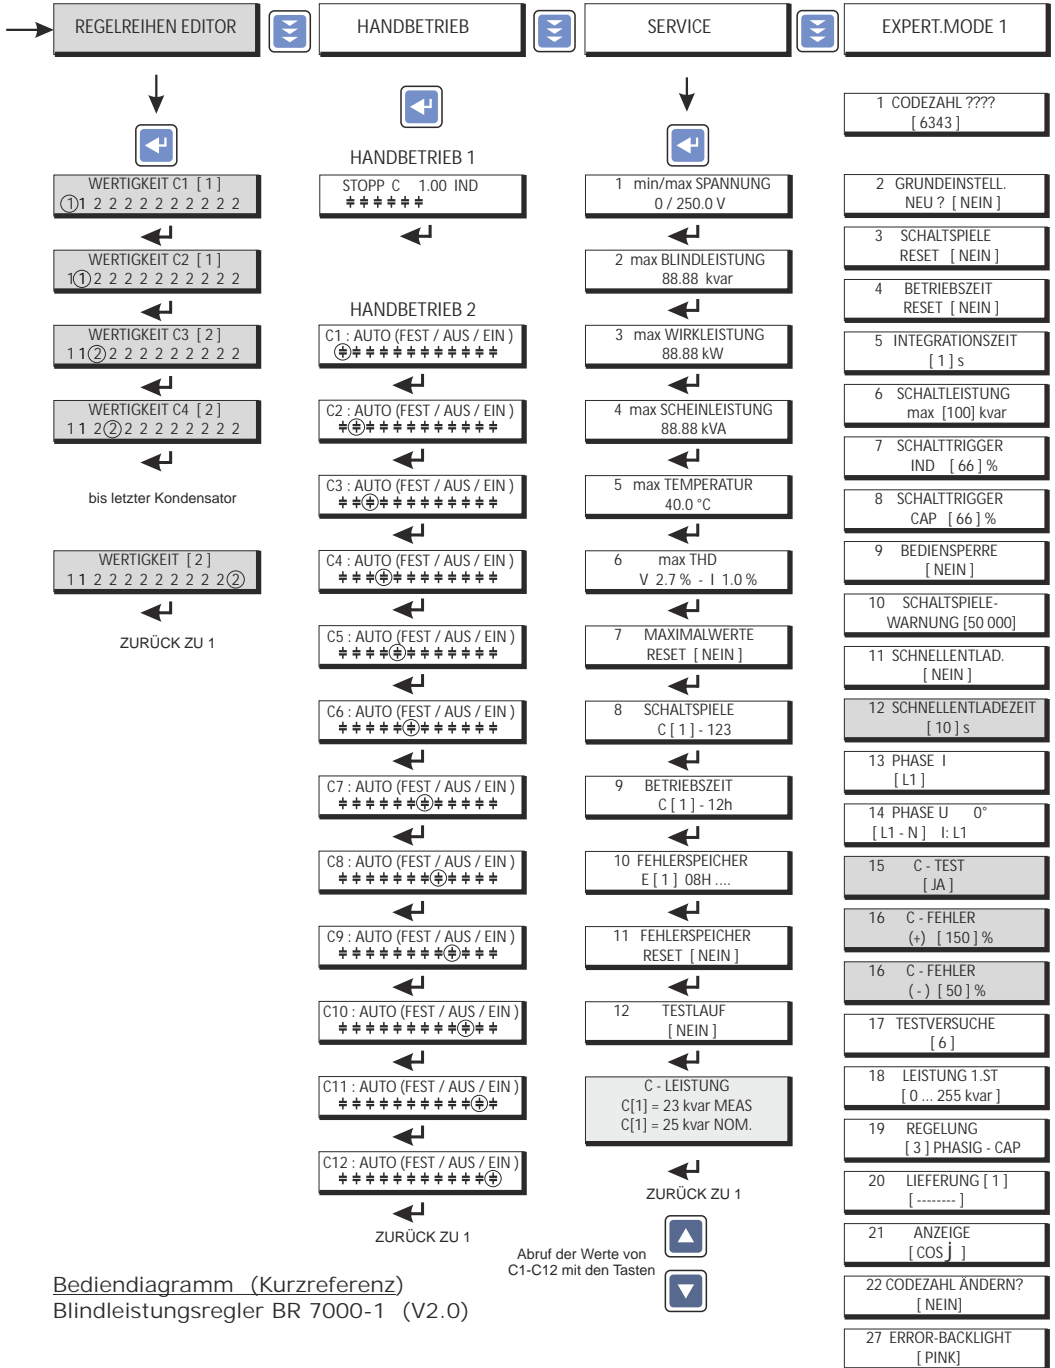 REGELREIHEN EDITOR
HANDBETRIEB
SERVICE
EXPERT.MODE 1
WERTIGKEIT C1 [ 1 ]
1 1 2 2 2 2 2 2 2 2 2 2
WERTIGKEIT C2 [ 1 ]
1 1 2 2 2 2 2 2 2 2 2 2
WERTIGKEIT C3 [ 2 ]
1 1 2 2 2 2 2 2 2 2 2 2
WERTIGKEIT C4 [ 2 ]
1 1 2 2 2 2 2 2 2 2 2 2
bis letzter Kondensator
WERTIGKEIT [ 2 ]
1 1 2 2 2 2 2 2 2 2 2 2
ZURÜCK ZU 1
HANDBETRIEB 1
STOPP C 1.00 IND
HANDBETRIEB 2
C1 : AUTO (FEST / AUS / EIN )
C2 : AUTO (FEST / AUS / EIN )
C3 : AUTO (FEST / AUS / EIN )
C4 : AUTO (FEST / AUS / EIN )
C5 : AUTO (FEST / AUS / EIN )
C6 : AUTO (FEST / AUS / EIN )
C7 : AUTO (FEST / AUS / EIN )
C8 : AUTO (FEST / AUS / EIN )
C9 : AUTO (FEST / AUS / EIN )
C10 : AUTO (FEST / AUS / EIN )
C11 : AUTO (FEST / AUS / EIN )
C12 : AUTO (FEST / AUS / EIN )
ZURÜCK ZU 1
1 min/max SPANNUNG
0 / 250.0 V
2 max BLINDLEISTUNG
88.88 kvar
3 max WIRKLEISTUNG
88.88 kW
4 max SCHEINLEISTUNG
88.88 kVA
5 max TEMPERATUR
40.0 °C
6 max THD
V 2.7 % - I 1.0 %
7 MAXIMALWERTE
RESET [ NEIN ]
8 SCHALTSPIELE
C [ 1 ] - 123
9 BETRIEBSZEIT
C [ 1 ] - 12h
10 FEHLERSPEICHER
E [ 1 ] 08H ....
11 FEHLERSPEICHER
RESET [ NEIN ]
12 TESTLAUF
[ NEIN ]
C - LEISTUNG
C[1] = 23 kvar MEAS
C[1] = 25 kvar NOM.
ZURÜCK ZU 1
Abruf der Werte von
C1-C12 mit den Tasten
1 CODEZAHL ????
[ 6343 ]
2 GRUNDEINSTELL.
NEU ? [ NEIN ]
3 SCHALTSPIELE
RESET [ NEIN ]
4 BETRIEBSZEIT
RESET [ NEIN ]
5 INTEGRATIONSZEIT
[ 1 ] s
6 SCHALTLEISTUNG
max [100] kvar
7 SCHALTTRIGGER
IND [ 66 ] %
8 SCHALTTRIGGER
CAP [ 66 ] %
9 BEDIENSPERRE
[ NEIN ]
10 SCHALTSPIELE-
WARNUNG [50 000]
11 SCHNELLENTLAD.
[ NEIN ]
12 SCHNELLENTLADEZEIT
[ 10 ] s
13 PHASE I
[ L1 ]
14 PHASE U 0°
[ L1 - N ] I: L1
15 C - TEST
[ JA ]
16 C - FEHLER
(+) [ 150 ] %
16 C - FEHLER
( - ) [ 50 ] %
17 TESTVERSUCHE
[ 6 ]
18 LEISTUNG 1.ST
[ 0 ... 255 kvar ]
19 REGELUNG
[ 3 ] PHASIG - CAP
20 LIEFERUNG [ 1 ]
[ -------- ]
21 ANZEIGE
[ COS j ]
22 CODEZAHL ÄNDERN?
[ NEIN]
27 ERROR-BACKLIGHT
[ PINK]
Bediendiagramm (Kurzreferenz)
Blindleistungsregler BR 7000-1 (V2.0)